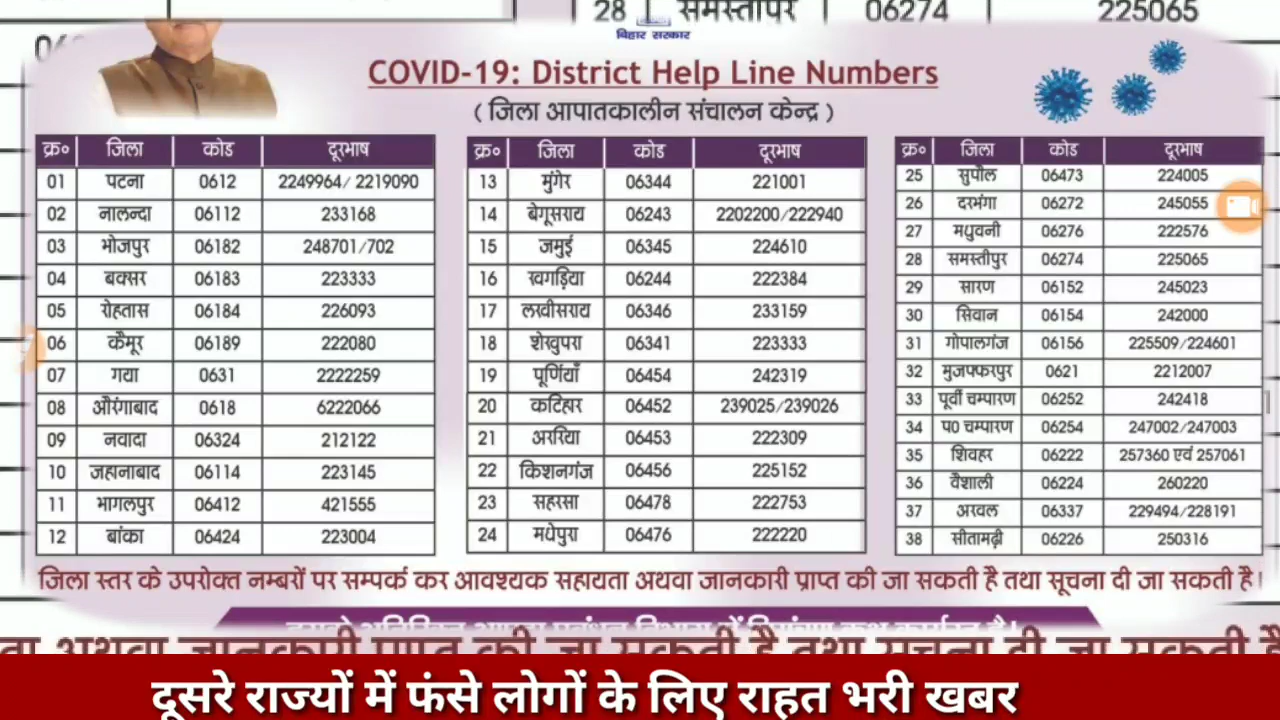 28 समस्तीपुर 06274 225065
बिहार सरकार
COVID-19: District Help Line Numbers
( जिला आपातकालीन संचालन केन्द्र )
क्र० जिला कोड दूरभाष
01 पटना 0612 2249964/ 2219090
02 नालन्दा 06112 233168
03 भोजपुर 06182 248701/702
04 बक्सर 06183 223333
05 रोहतास 06184 226093
06 कैमूर 06189 222080
07 गया 0631 2222259
08 औरंगाबाद 0618 6222066
09 नवादा 06324 212122
10 जहानाबाद 06114 223145
11 भागलपुर 06412 421555
12 बांका 06424 223004
क्र० जिला कोड दूरभाष
13 मुंगेर 06344 221001
14 बेगूसराय 06243 2202200/222940
15 जमुई 06345 224610
16 खगड़िया 06244 222384
17 लखीसराय 06346 233159
18 शेखुपरा 06341 223333
19 पूर्णियाँ 06454 242319
20 कटिहार 06452 239025/239026
21 अररिया 06453 222309
22 किशनगंज 06456 225152
23 सहरसा 06478 222753
24 मधेपुरा 06476 222220
क्र० जिला कोड दूरभाष
25 सुपौल 06473 224005
26 दरभंगा 06272 245055
27 मधुवनी 06276 222576
28 समस्तीपुर 06274 225065
29 सारण 06152 245023
30 सिवान 06154 242000
31 गोपालगंज 06156 225509/224601
32 मुजफ्फरपुर 0621 2212007
33 पूर्वी चम्पारण 06252 242418
34 प0 चम्पारण 06254 247002/247003
35 शिवहर 06222 257360 एवं 257061
36 वैशाली 06224 260220
37 अरवल 06337 229494/228191
38 सीतामढ़ी 06226 250316
जिला स्तर के उपरोक्त नम्बरों पर सम्पर्क कर आवश्यक सहायता अथवा जानकारी प्राप्त की जा सकती है तथा सूचना दी जा सकती है।
अथवा जानकारी प्राप्त की जा सकती है तथा सूचना दी जा सकती है
दूसरे राज्यों में फंसे लोगों के लिए राहत भरी खबर